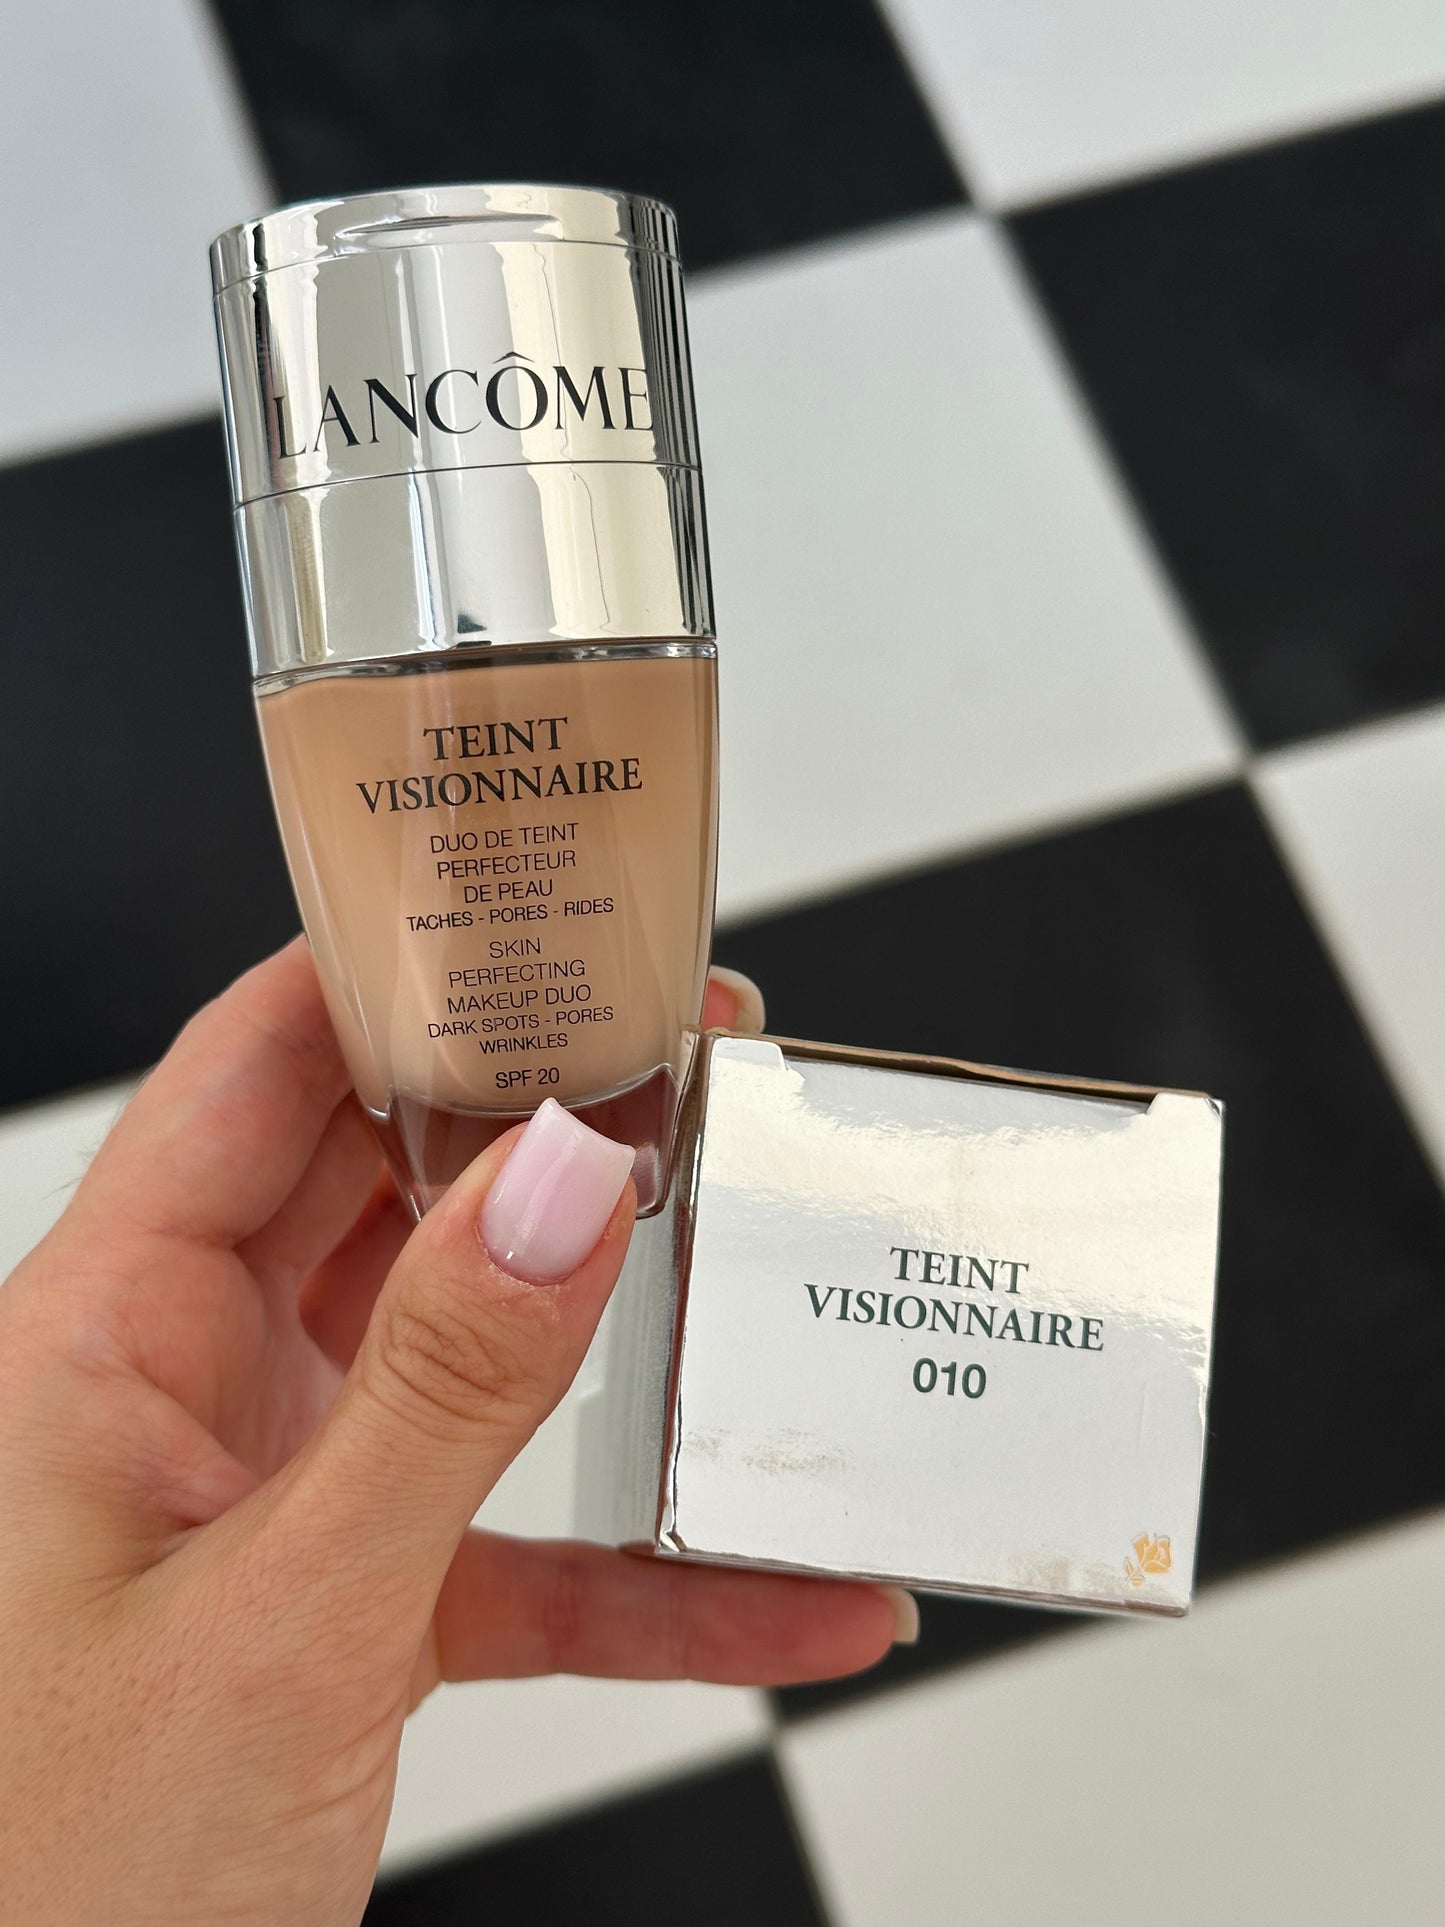 LANCÔME
TEINT
VISIONNAIRE
DUO DE TEINT
PERFECTEUR
DE PEAU
TACHES - PORES - RIDES
SKIN
PERFECTING
MAKEUP DUO
DARK SPOTS - PORES
WRINKLES
SPF 20
TEINT
VISIONNAIRE
010